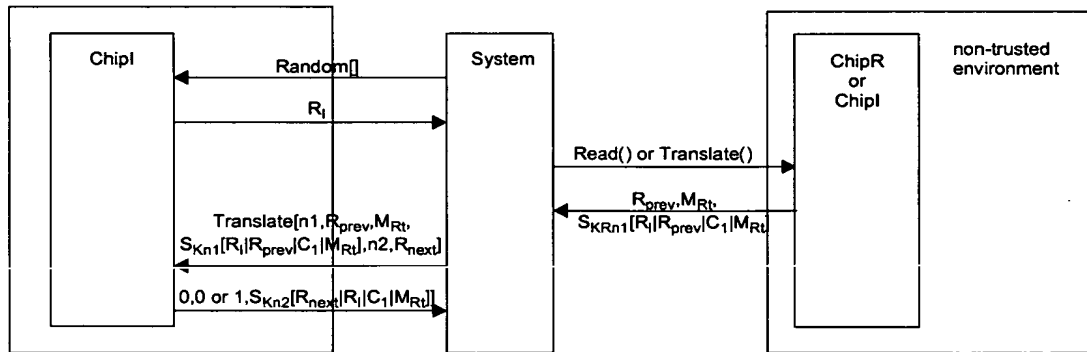 ChipI
System
ChipR
or
ChipI
non-trusted
environment
Random[]
R_I
Read() or Translate()
R_prev,M_Rt,
S_KRn1[R_I|R_prev|C_1|M_Rt
Translate[n1,R_prev,M_Rt,
S_Kn1[R_I|R_prev|C_1|M_Rt],n2,R_next]
0,0 or 1,S_Kn2[R_next|R_I|C_1|M_Rt]]